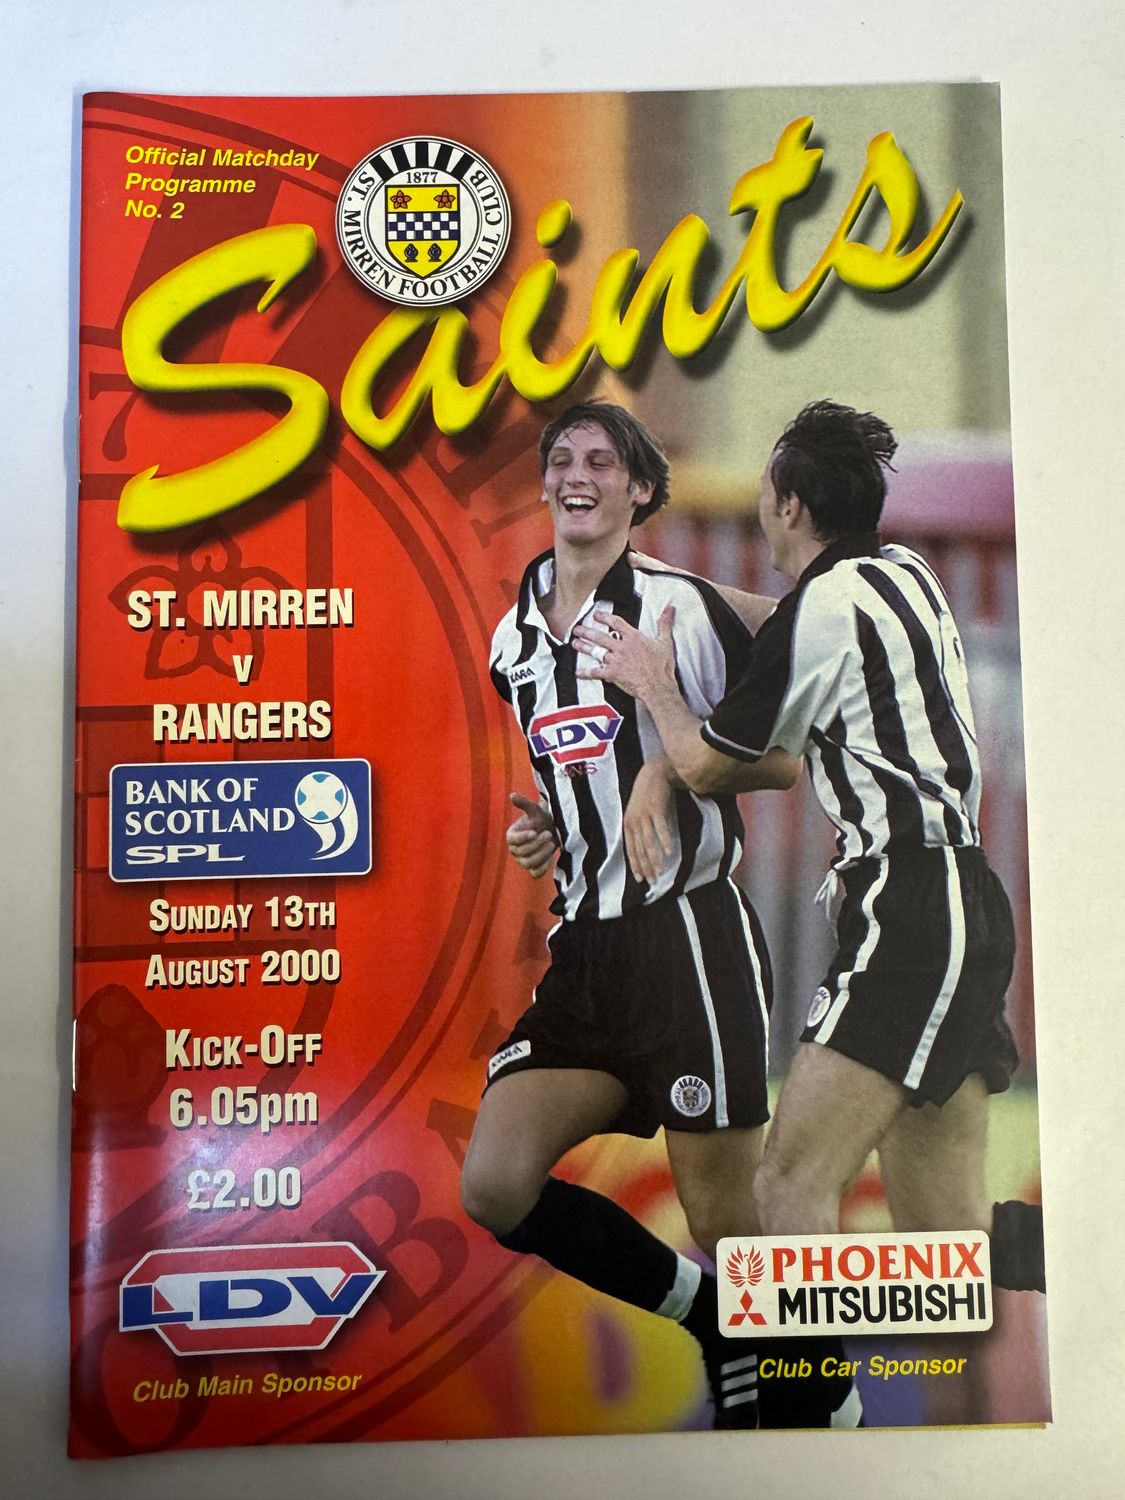 Official Matchday
Programme
No. 2
1877
ST. MIRREN FOOTBALL CLUB
Saints
ST. MIRREN
V
RANGERS
BANK OF
SCOTLAND
SPL
SUNDAY 13TH
AUGUST 2000
KICK-OFF
6.05pm
£2.00
LDV
Club Main Sponsor
XARA
LDV
XARA
PHOENIX
MITSUBISHI
Club Car Sponsor